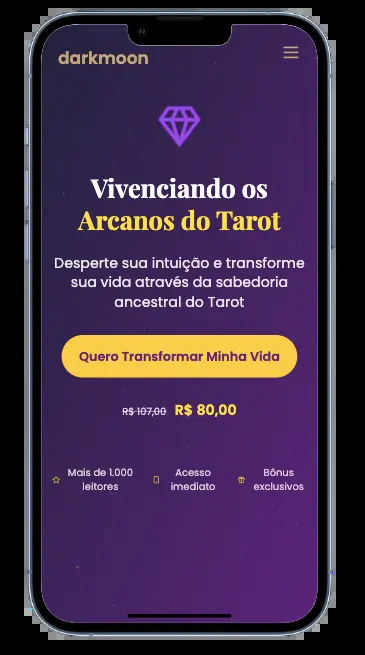 darkmoon
Vivenciando os
Arcanos do Tarot
Desperte sua intuição e transforme
sua vida através da sabedoria
ancestral do Tarot
Quero Transformar Minha Vida
R$ 107,00 R$ 80,00
Mais de 1.000
leitores
Acesso
imediato
Bônus
exclusivos